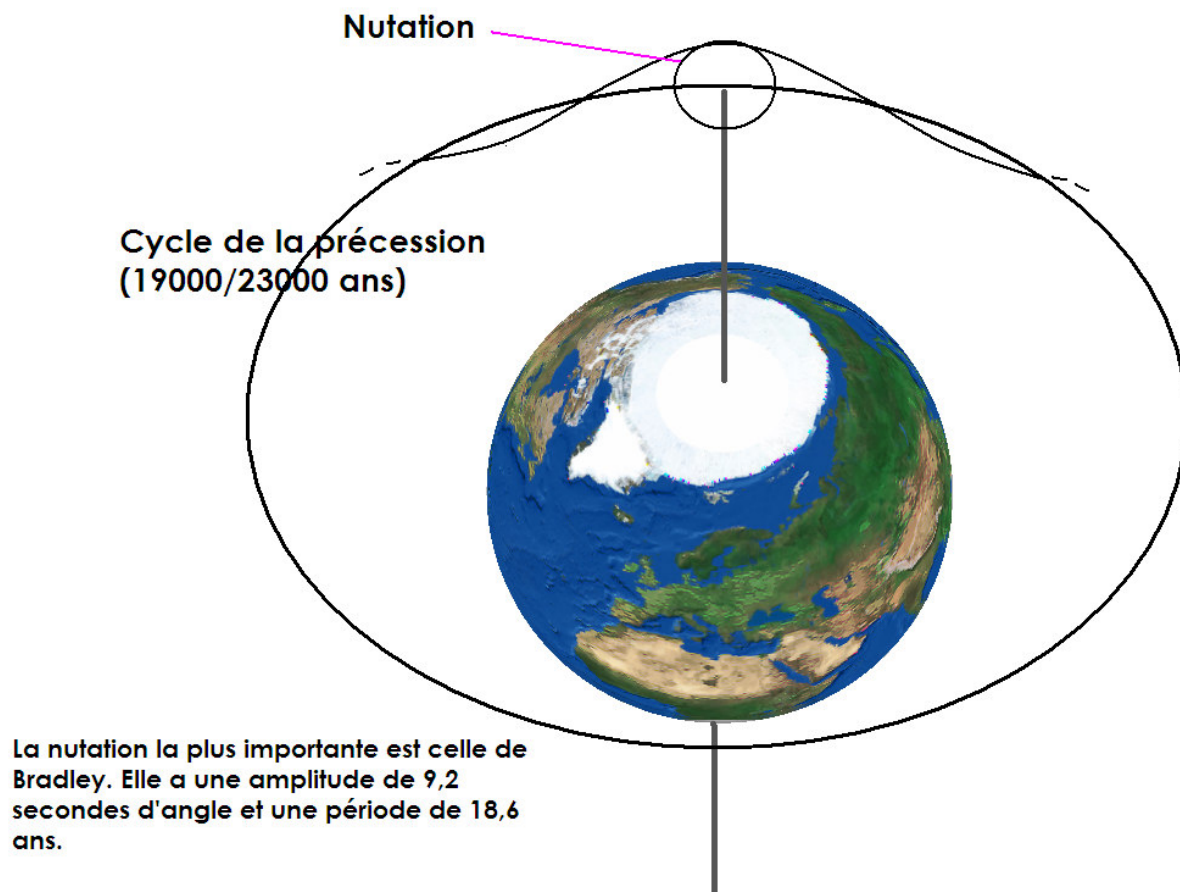 Nutation
Cycle de la précession
(19000/23000 ans)
La nutation la plus importante est celle de
Bradley. Elle a une amplitude de 9,2
secondes d'angle et une période de 18,6
ans.